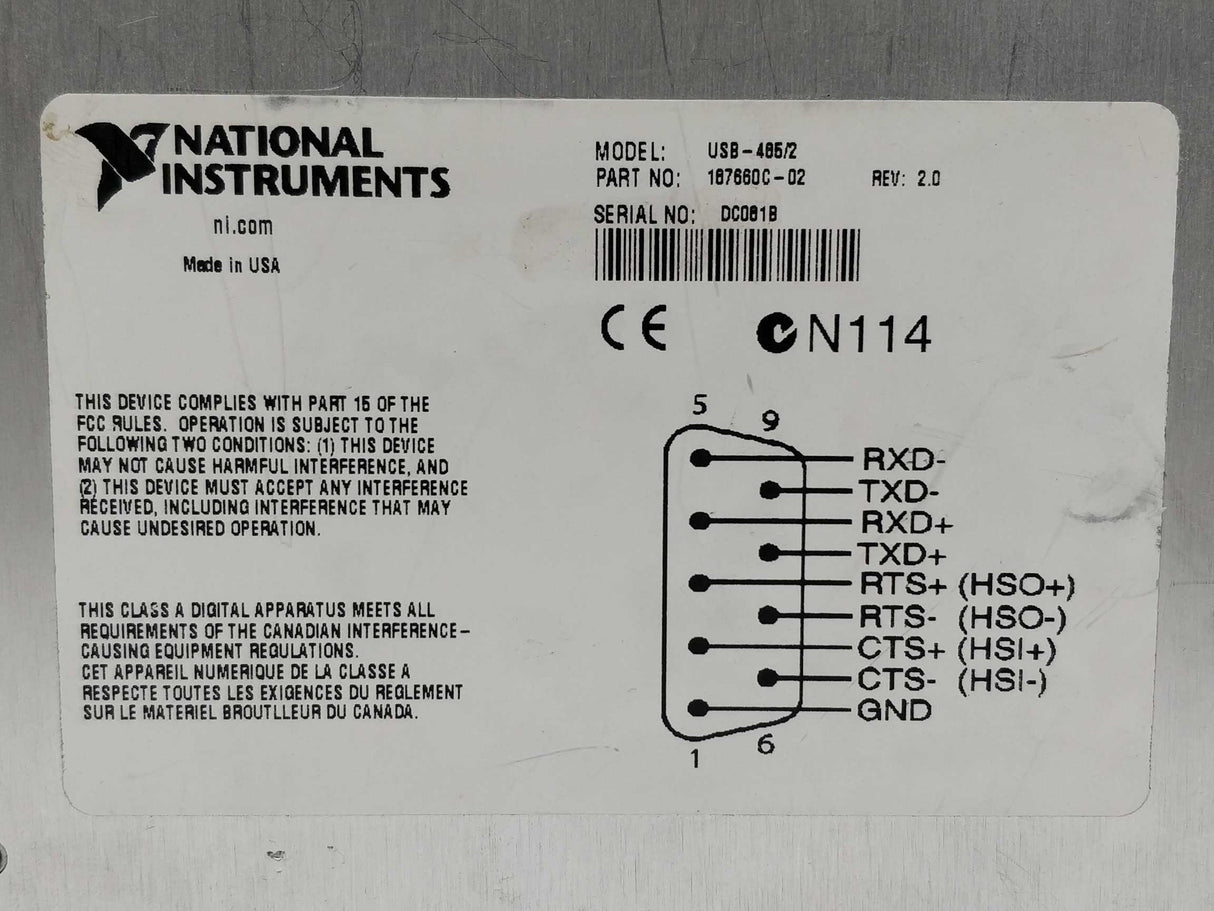 NATIONAL
INSTRUMENTS
ni.com
Made in USA
MODEL: USB-485/2
PART NO: 187660C-02 REV: 2.0
SERIAL NO: DC081B
CE N114
THIS DEVICE COMPLIES WITH PART 15 OF THE
FCC RULES. OPERATION IS SUBJECT TO THE
FOLLOWING TWO CONDITIONS: (1) THIS DEVICE
MAY NOT CAUSE HARMFUL INTERFERENCE, AND
(2) THIS DEVICE MUST ACCEPT ANY INTERFERENCE
RECEIVED, INCLUDING INTERFERENCE THAT MAY
CAUSE UNDESIRED OPERATION.
THIS CLASS A DIGITAL APPARATUS MEETS ALL
REQUIREMENTS OF THE CANADIAN INTERFERENCE-
CAUSING EQUIPMENT REGULATIONS.
CET APPAREIL NUMERIQUE DE LA CLASSE A
RESPECTE TOUTES LES EXIGENCES DU REGLEMENT
SUR LE MATERIEL BROUTLLEUR DU CANADA.
5
9
RXD-
TXD-
RXD+
TXD+
RTS+ (HSO+)
RTS- (HSO-)
CTS+ (HSI+)
CTS- (HSI-)
GND
6
1